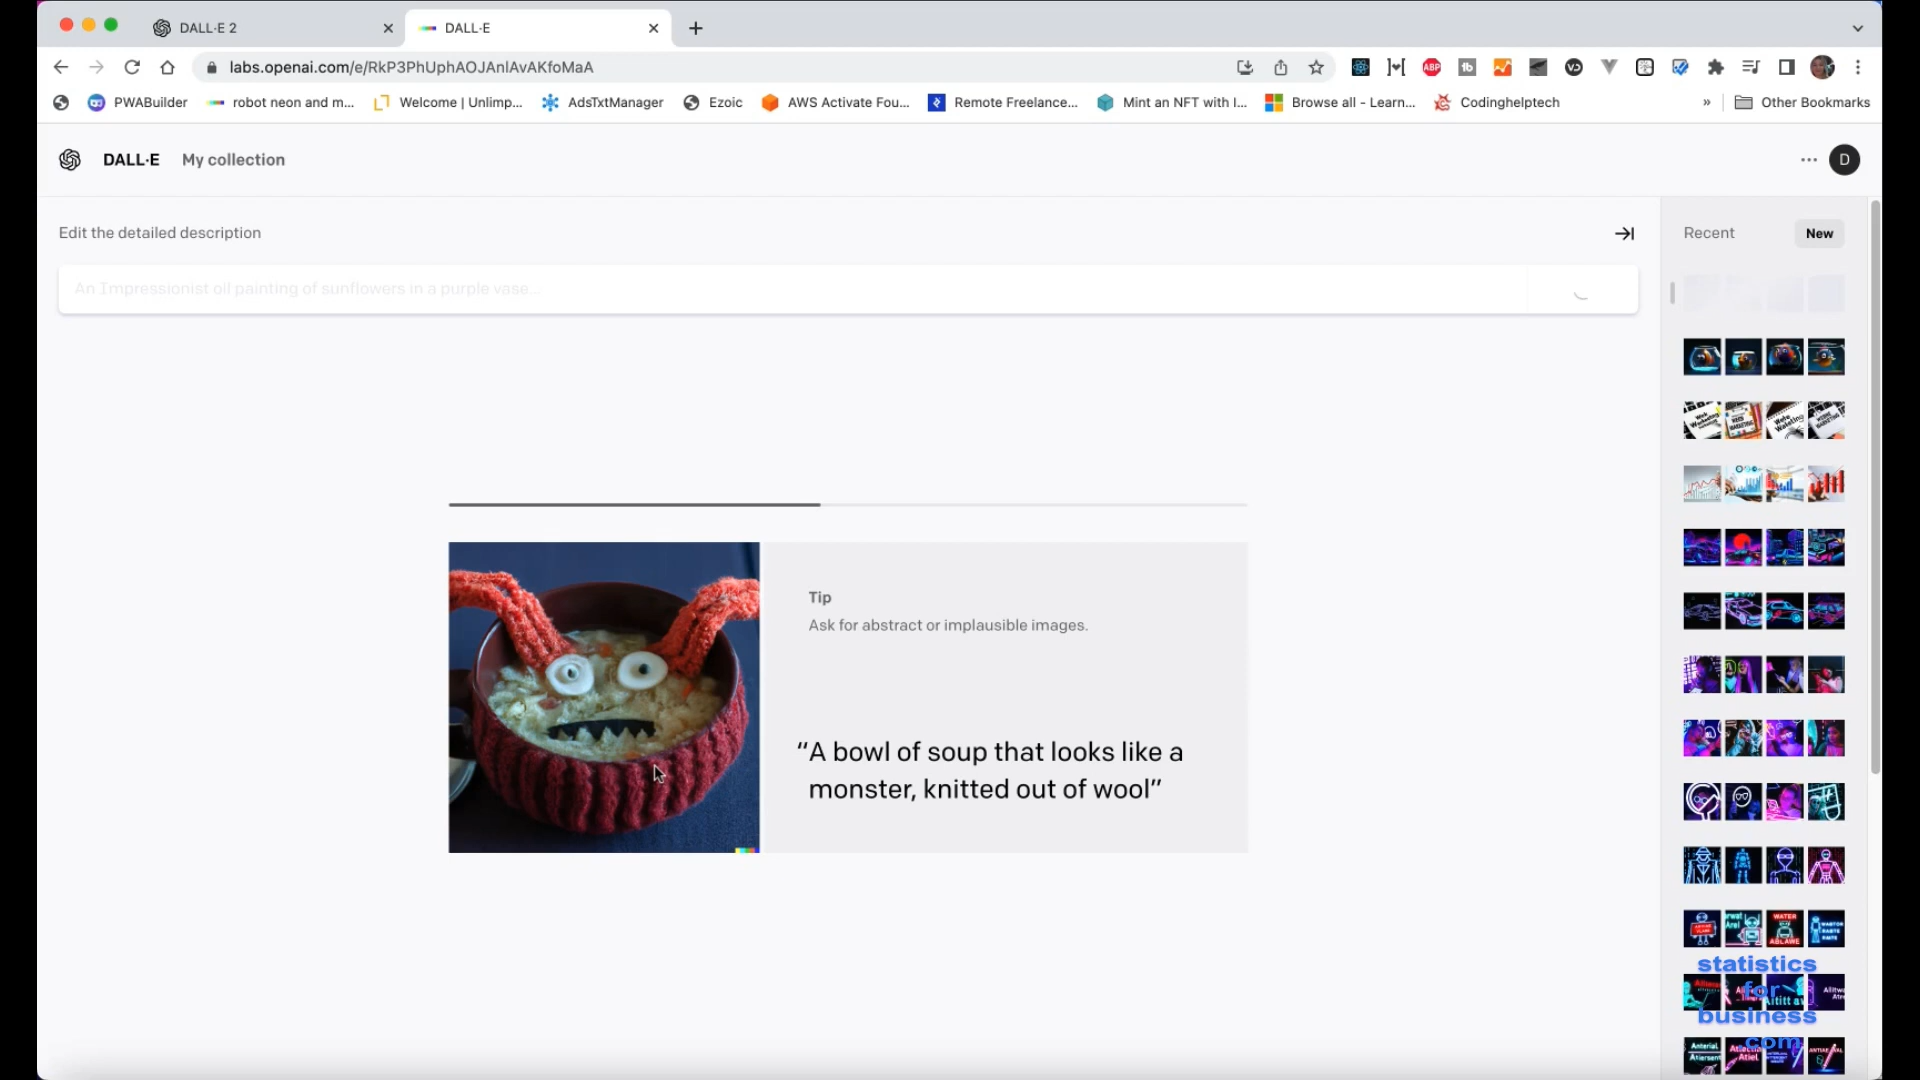 DALL·E 2
DALL·E
labs.openai.com/e/RkP3PhUphAOJAnlAvAKfoMaA
PWABuilder
robot neon and m...
Welcome | Unlimp...
AdsTxtManager
Ezoic
AWS Activate Fou...
Remote Freelance...
Mint an NFT with I...
Browse all - Learn...
Codinghelptech
»
Other Bookmarks
DALL·E
My collection
D
Edit the detailed description
Recent
New
An Impressionist oil painting of sunflowers in a purple vase...
Tip
Ask for abstract or implausible images.
“A bowl of soup that looks like a
monster, knitted out of wool”
statistics
for
business
com